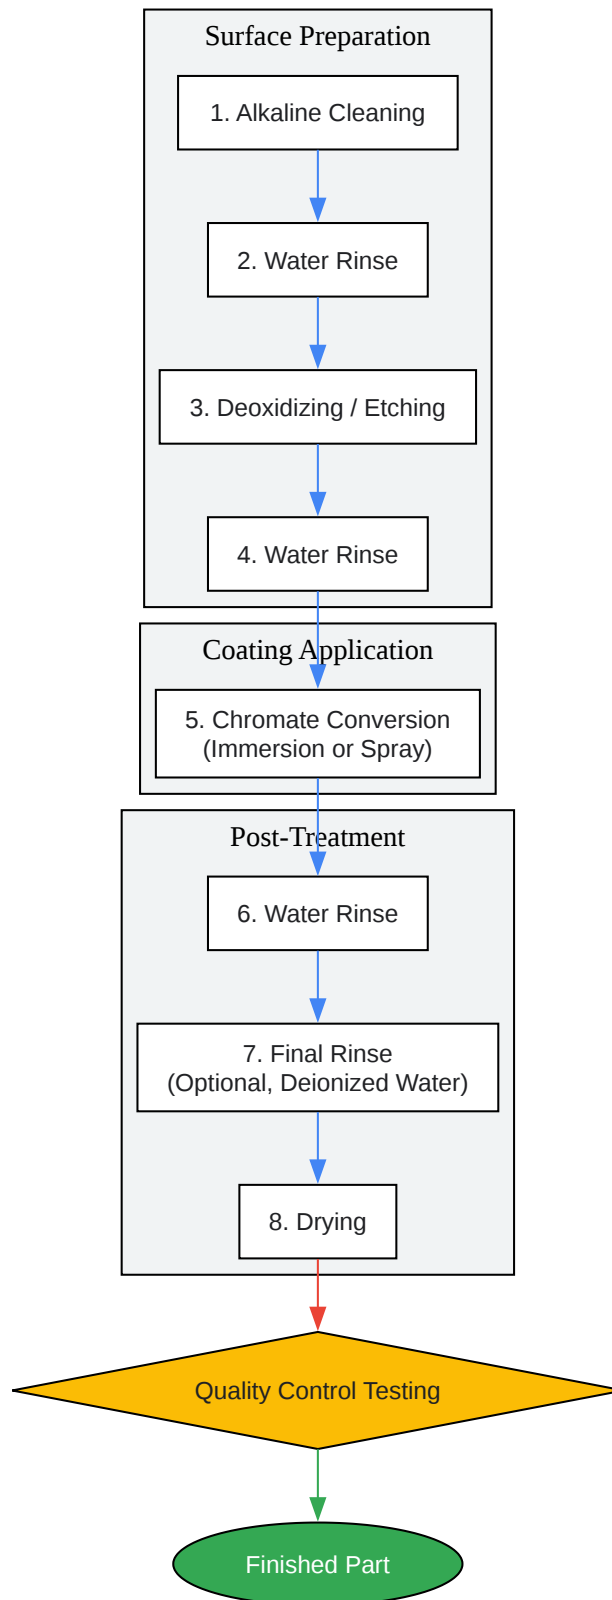 Surface Preparation
1. Alkaline Cleaning
2. Water Rinse
3. Deoxidizing / Etching
4. Water Rinse
Coating Application
5. Chromate Conversion
(Immersion or Spray)
Post-Treatment
6. Water Rinse
7. Final Rinse
(Optional, Deionized Water)
8. Drying
Quality Control Testing
Finished Part